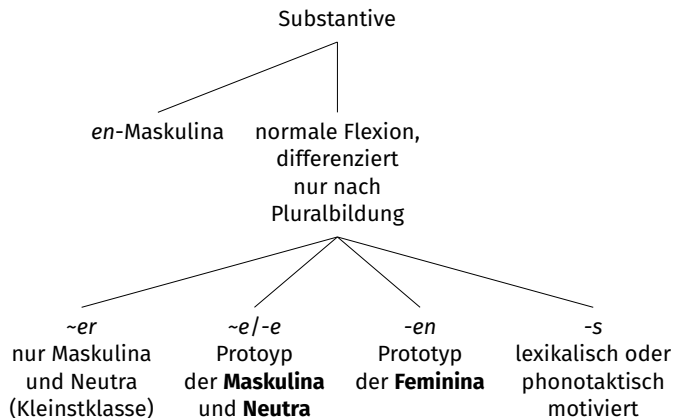 Substantive
en-Maskulina
normale Flexion,
differenziert
nur nach
Pluralbildung
~er
nur Maskulina
und Neutra
(Kleinstklasse)
~e/-e
Protoyp
der Maskulina
und Neutra
-en
Prototyp
der Feminina
-s
lexikalisch oder
phonotaktisch
motiviert